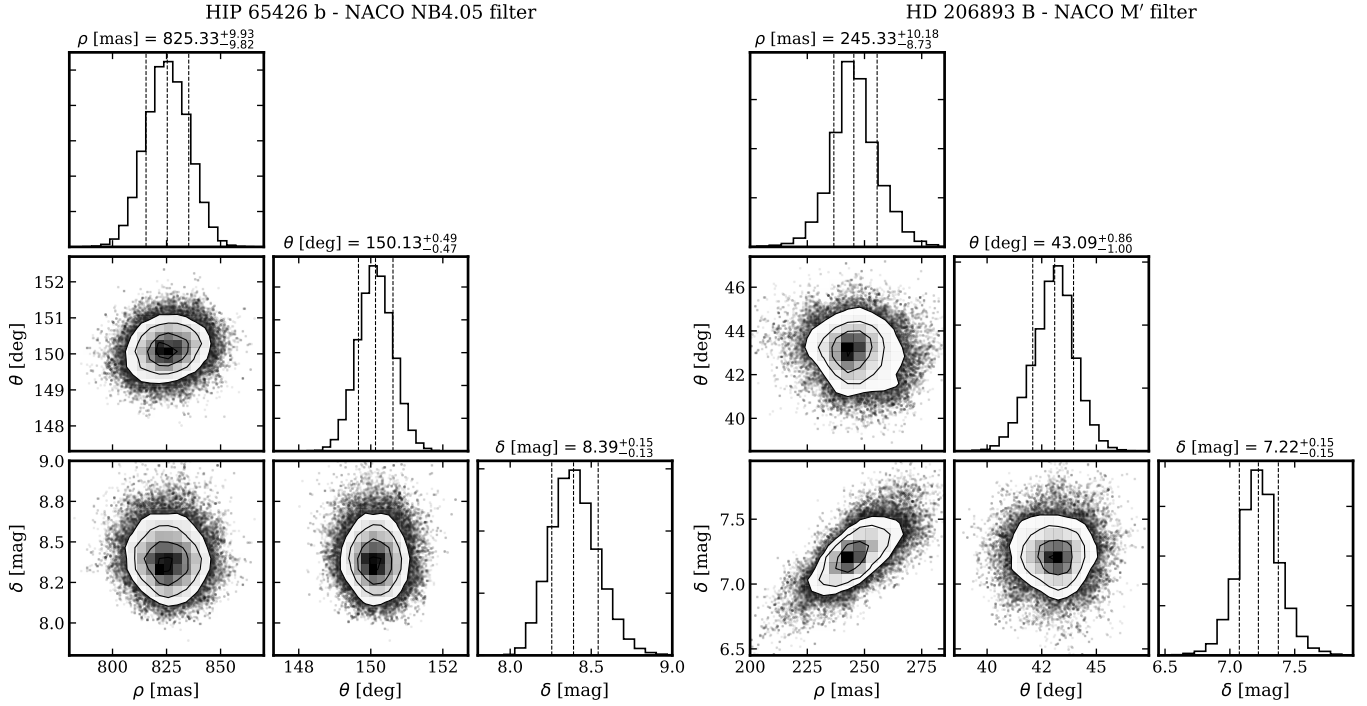 HIP 65426 b - NACO NB4.05 filter
ρ [mas] = 825.33+9.93−9.82
θ [deg] = 150.13+0.49−0.47
152
151
150
149
148
θ [deg]
δ [mag] = 8.39+0.15−0.13
9.0
8.8
8.5
8.2
8.0
δ [mag]
800 825 850
ρ [mas]
148 150 152
θ [deg]
8.0 8.5 9.0
δ [mag]
HD 206893 B - NACO M′ filter
ρ [mas] = 245.33+10.18−8.73
θ [deg] = 43.09+0.86−1.00
46
44
42
40
θ [deg]
δ [mag] = 7.22+0.15−0.15
7.5
7.0
6.5
δ [mag]
200 225 250 275
ρ [mas]
40 42 45
θ [deg]
6.5 7.0 7.5
δ [mag]